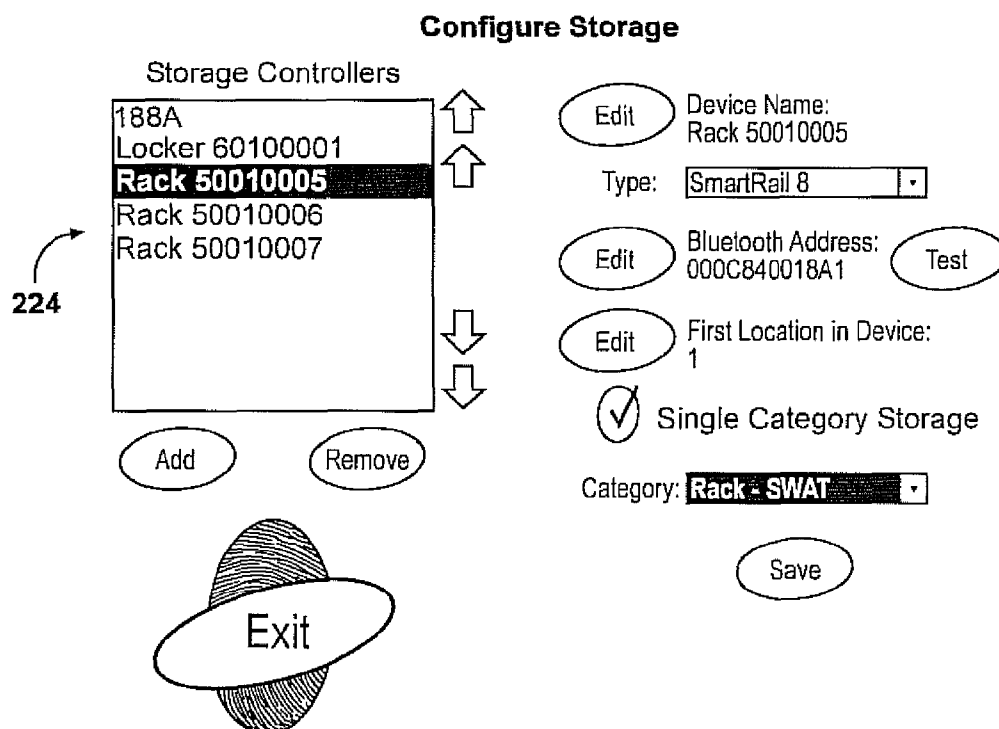 Configure Storage
Storage Controllers
188A
Locker 60100001
Rack 50010005
Rack 50010006
Rack 50010007
224
Add
Remove
Exit
Edit
Device Name:
Rack 50010005
Type:
SmartRail 8
Edit
Bluetooth Address:
000C840018A1
Test
Edit
First Location in Device:
1
Single Category Storage
Category:
Rack - SWAT
Save